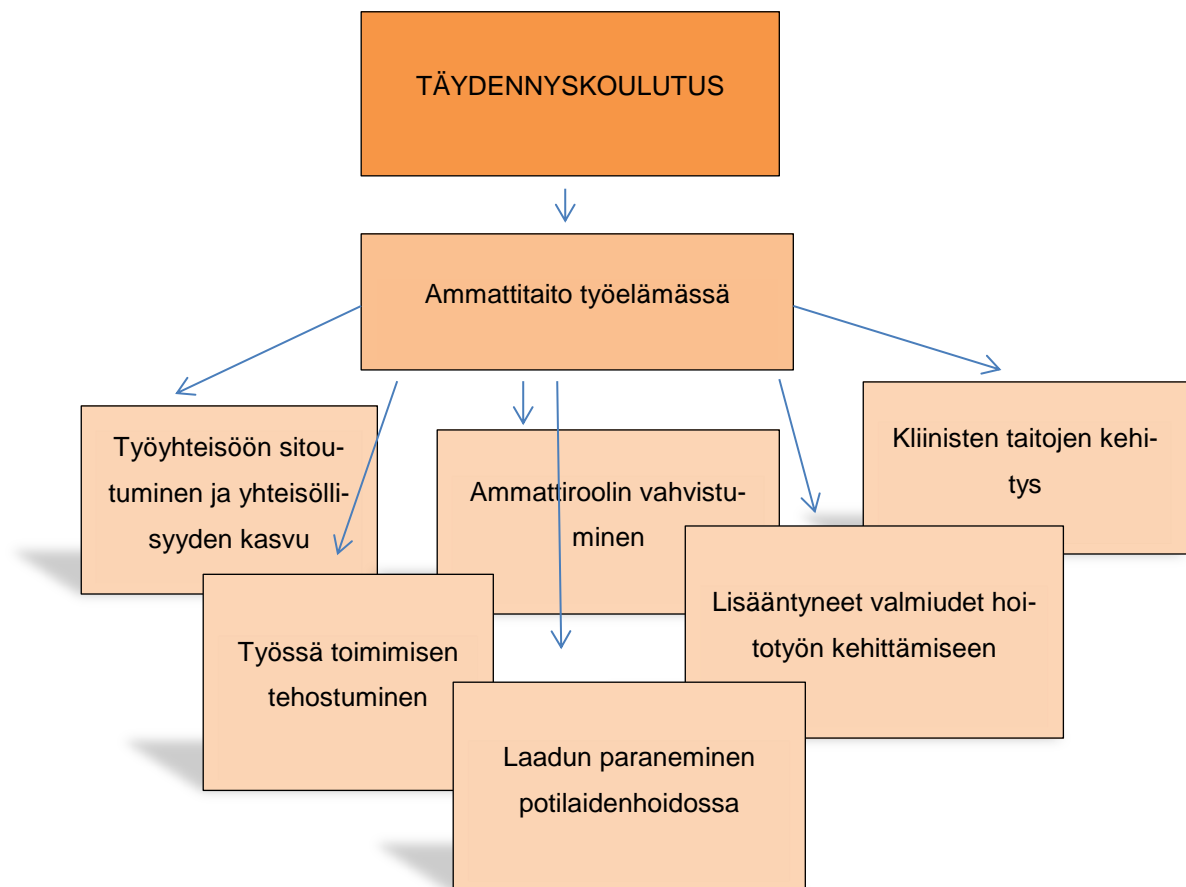 TÄYDENNYSKOULUTUS
Ammattitaito työelämässä
Työyhteisöön sitou-
tuminen ja yhteisölli-
syyden kasvu
Ammattiroolin vahvistu-
minen
Kliinisten taitojen kehi-
tys
Työssä toimimisen
tehostuminen
Lisääntyneet valmiudet hoi-
totyön kehittämiseen
Laadun paraneminen
potilaidenhoidossa